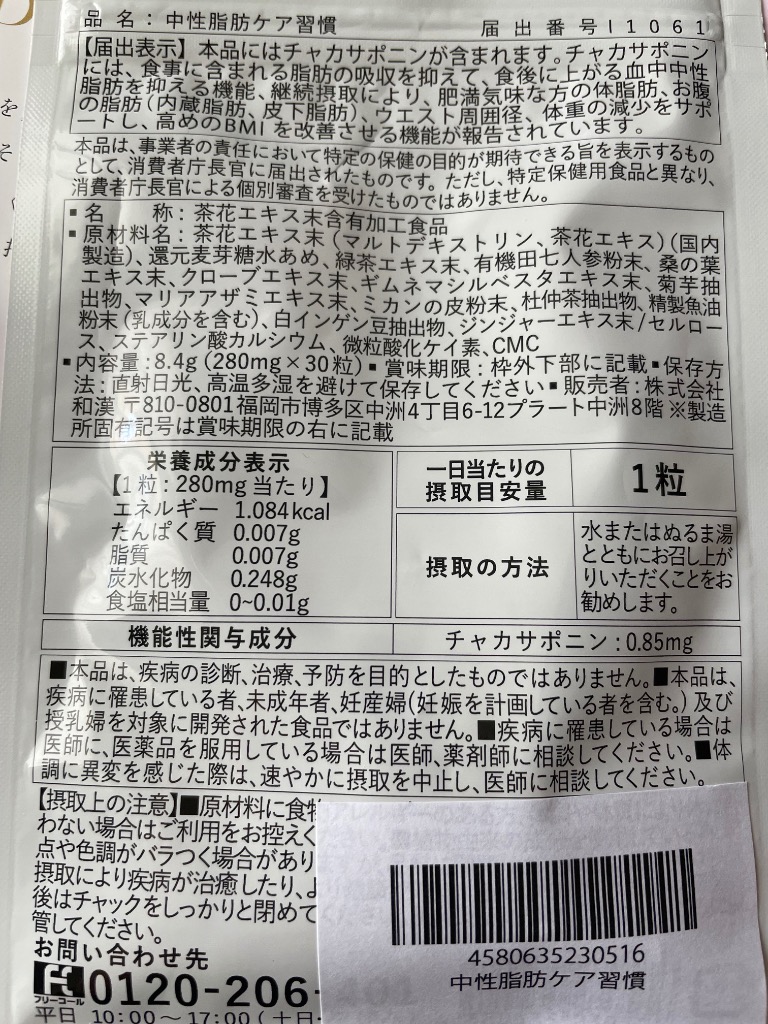 品名：中性脂肪ケア習慣 届出番号I1061
【届出表示】本品にはチャカサポニンが含まれます。チャカサポニン
には、食事に含まれる脂肪の吸収を抑えて、食後に上がる血中中性
脂肪を抑える機能、継続摂取により、肥満気味な方の体脂肪、お腹
の脂肪（内蔵脂肪、皮下脂肪）、ウエスト周囲径、体重の減少をサポ
ートし、高めのBMIを改善させる機能が報告されています。
本品は、事業者の責任において特定の保健の目的が期待できる旨を表示するもの
として、消費者庁長官に届出されたものです。ただし、特定保健用食品と異なり、
消費者庁長官による個別審査を受けたものではありません。
▪名　　称：茶花エキス末含有加工食品
▪原材料名：茶花エキス末（マルトデキストリン、茶花エキス）（国内
製造）、還元麦芽糖水あめ、緑茶エキス末、有機田七人参粉末、桑の葉
エキス末、クローブエキス末、ギムネマシルベスタエキス末、菊芋抽
出物、マリアアザミエキス末、ミカンの皮粉末、杜仲茶抽出物、精製魚油
粉末（乳成分を含む）、白インゲン豆抽出物、ジンジャーエキス末/セルロー
ス、ステアリン酸カルシウム、微粒酸化ケイ素、CMC
▪内容量：8.4g（280mg×30粒）▪賞味期限：枠外下部に記載▪保存方
法：直射日光、高温多湿を避けて保存してください▪販売者：株式会社
和漢 〒810-0801福岡市博多区中洲4丁目6-12プラート中洲8階 ※製造
所固有記号は賞味期限の右に記載
栄養成分表示
【1粒：280mg当たり】
エネルギー 1.084kcal
たんぱく質 0.007g
脂質 0.007g
炭水化物 0.248g
食塩相当量 0~0.01g
一日当たりの
摂取目安量
1粒
摂取の方法
水またはぬるま湯
とともにお召し上が
りいただくことをお
勧めします。
機能性関与成分 チャカサポニン：0.85mg
■本品は、疾病の診断、治療、予防を目的としたものではありません。■本品は、
疾病に罹患している者、未成年者、妊産婦（妊娠を計画している者を含む。）及び
授乳婦を対象に開発された食品ではありません。■疾病に罹患している場合は
医師に、医薬品を服用している場合は医師、薬剤師に相談してください。■体
調に異変を感じた際は、速やかに摂取を中止し、医師に相談してください。
【摂取上の注意】■原材料に食物
わない場合はご利用をお控えく
点や色調がバラつく場合があり
摂取により疾病が治癒したり、よ
後はチャックをしっかりと閉めて
管してください。
お問い合わせ先
フリーコール
0120-206-
平日 10:00～17:00（土日・
4580635230516
中性脂肪ケア習慣